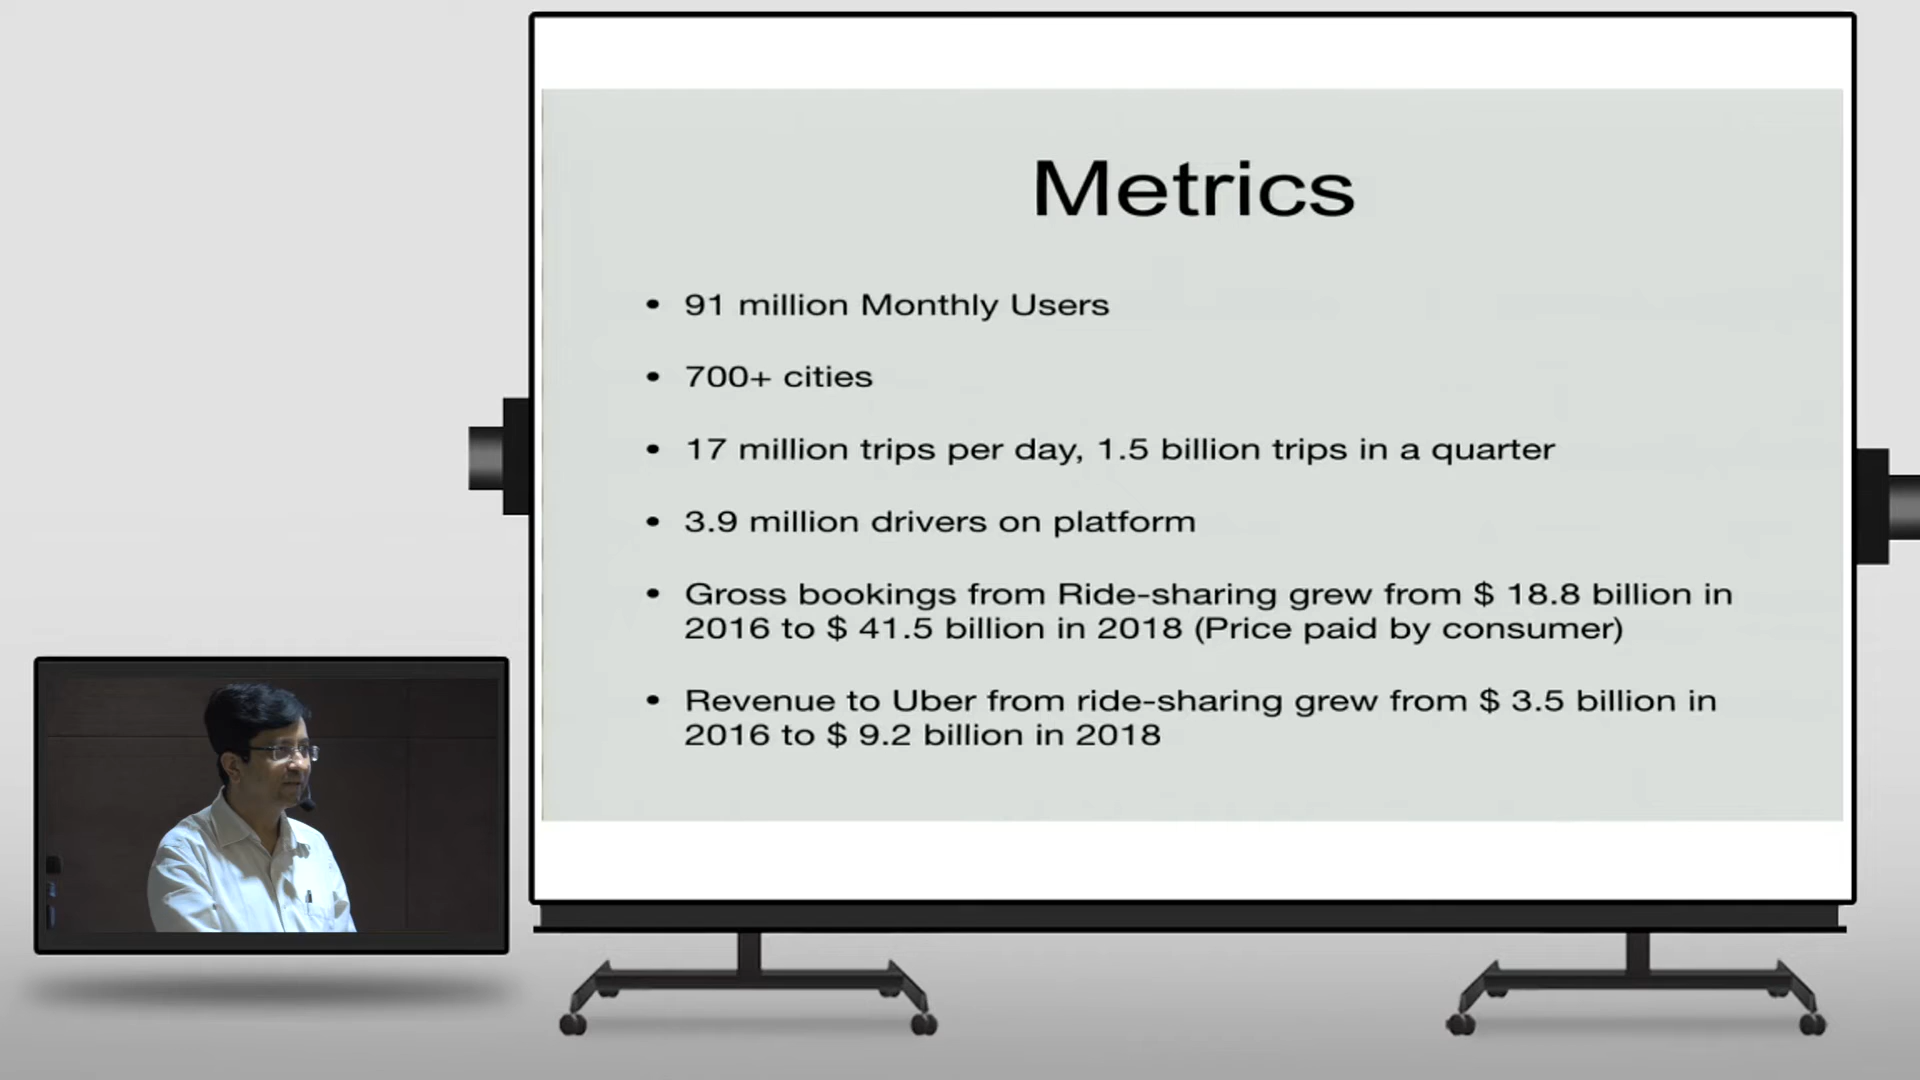 Metrics
• 91 million Monthly Users
• 700+ cities
• 17 million trips per day, 1.5 billion trips in a quarter
• 3.9 million drivers on platform
• Gross bookings from Ride-sharing grew from $ 18.8 billion in
2016 to $ 41.5 billion in 2018 (Price paid by consumer)
• Revenue to Uber from ride-sharing grew from $ 3.5 billion in
2016 to $ 9.2 billion in 2018